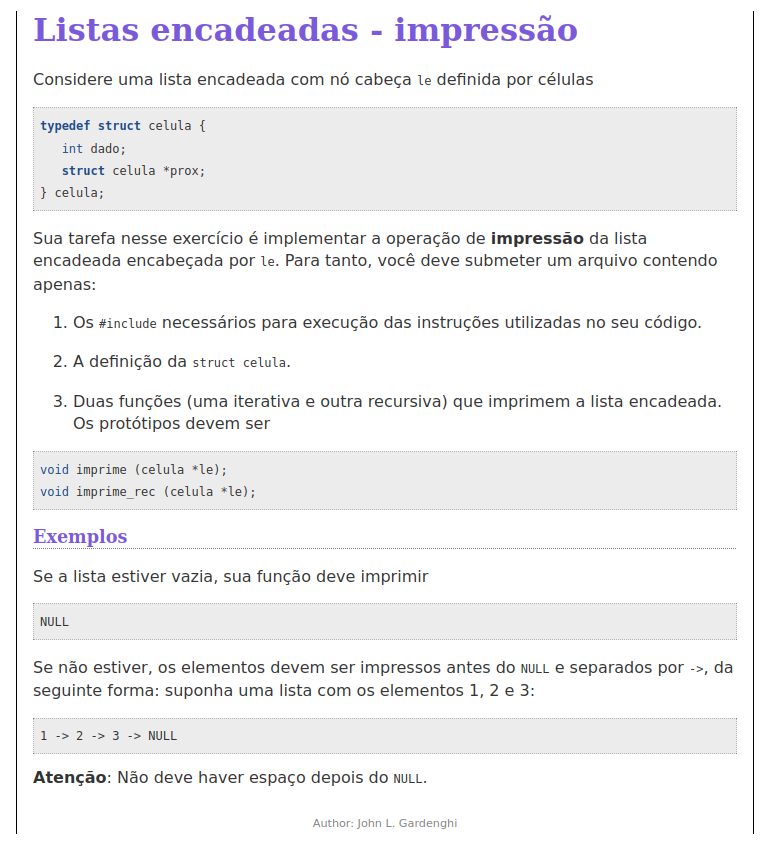 Listas encadeadas - impressão
Considere uma lista encadeada com nó cabeça le definida por células
typedef struct celula {
   int dado;
   struct celula *prox;
} celula;
Sua tarefa nesse exercício é implementar a operação de impressão da lista
encadeada encabeçada por le. Para tanto, você deve submeter um arquivo contendo
apenas:
1. Os #include necessários para execução das instruções utilizadas no seu código.
2. A definição da struct celula.
3. Duas funções (uma iterativa e outra recursiva) que imprimem a lista encadeada.
Os protótipos devem ser
void imprime (celula *le);
void imprime_rec (celula *le);
Exemplos
Se a lista estiver vazia, sua função deve imprimir
NULL
Se não estiver, os elementos devem ser impressos antes do NULL e separados por ->, da
seguinte forma: suponha uma lista com os elementos 1, 2 e 3:
1 -> 2 -> 3 -> NULL
Atenção: Não deve haver espaço depois do NULL.
Author: John L. Gardenghi